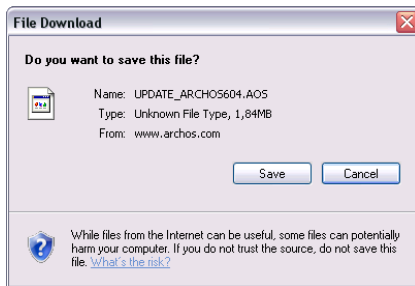 File Download
Do you want to save this file?
Name: UPDATE_ARCHOS604.AOS
Type: Unknown File Type, 1,84MB
From: www.archos.com
Save Cancel
While files from the Internet can be useful, some files can potentially
harm your computer. If you do not trust the source, do not save this
file. What's the risk?